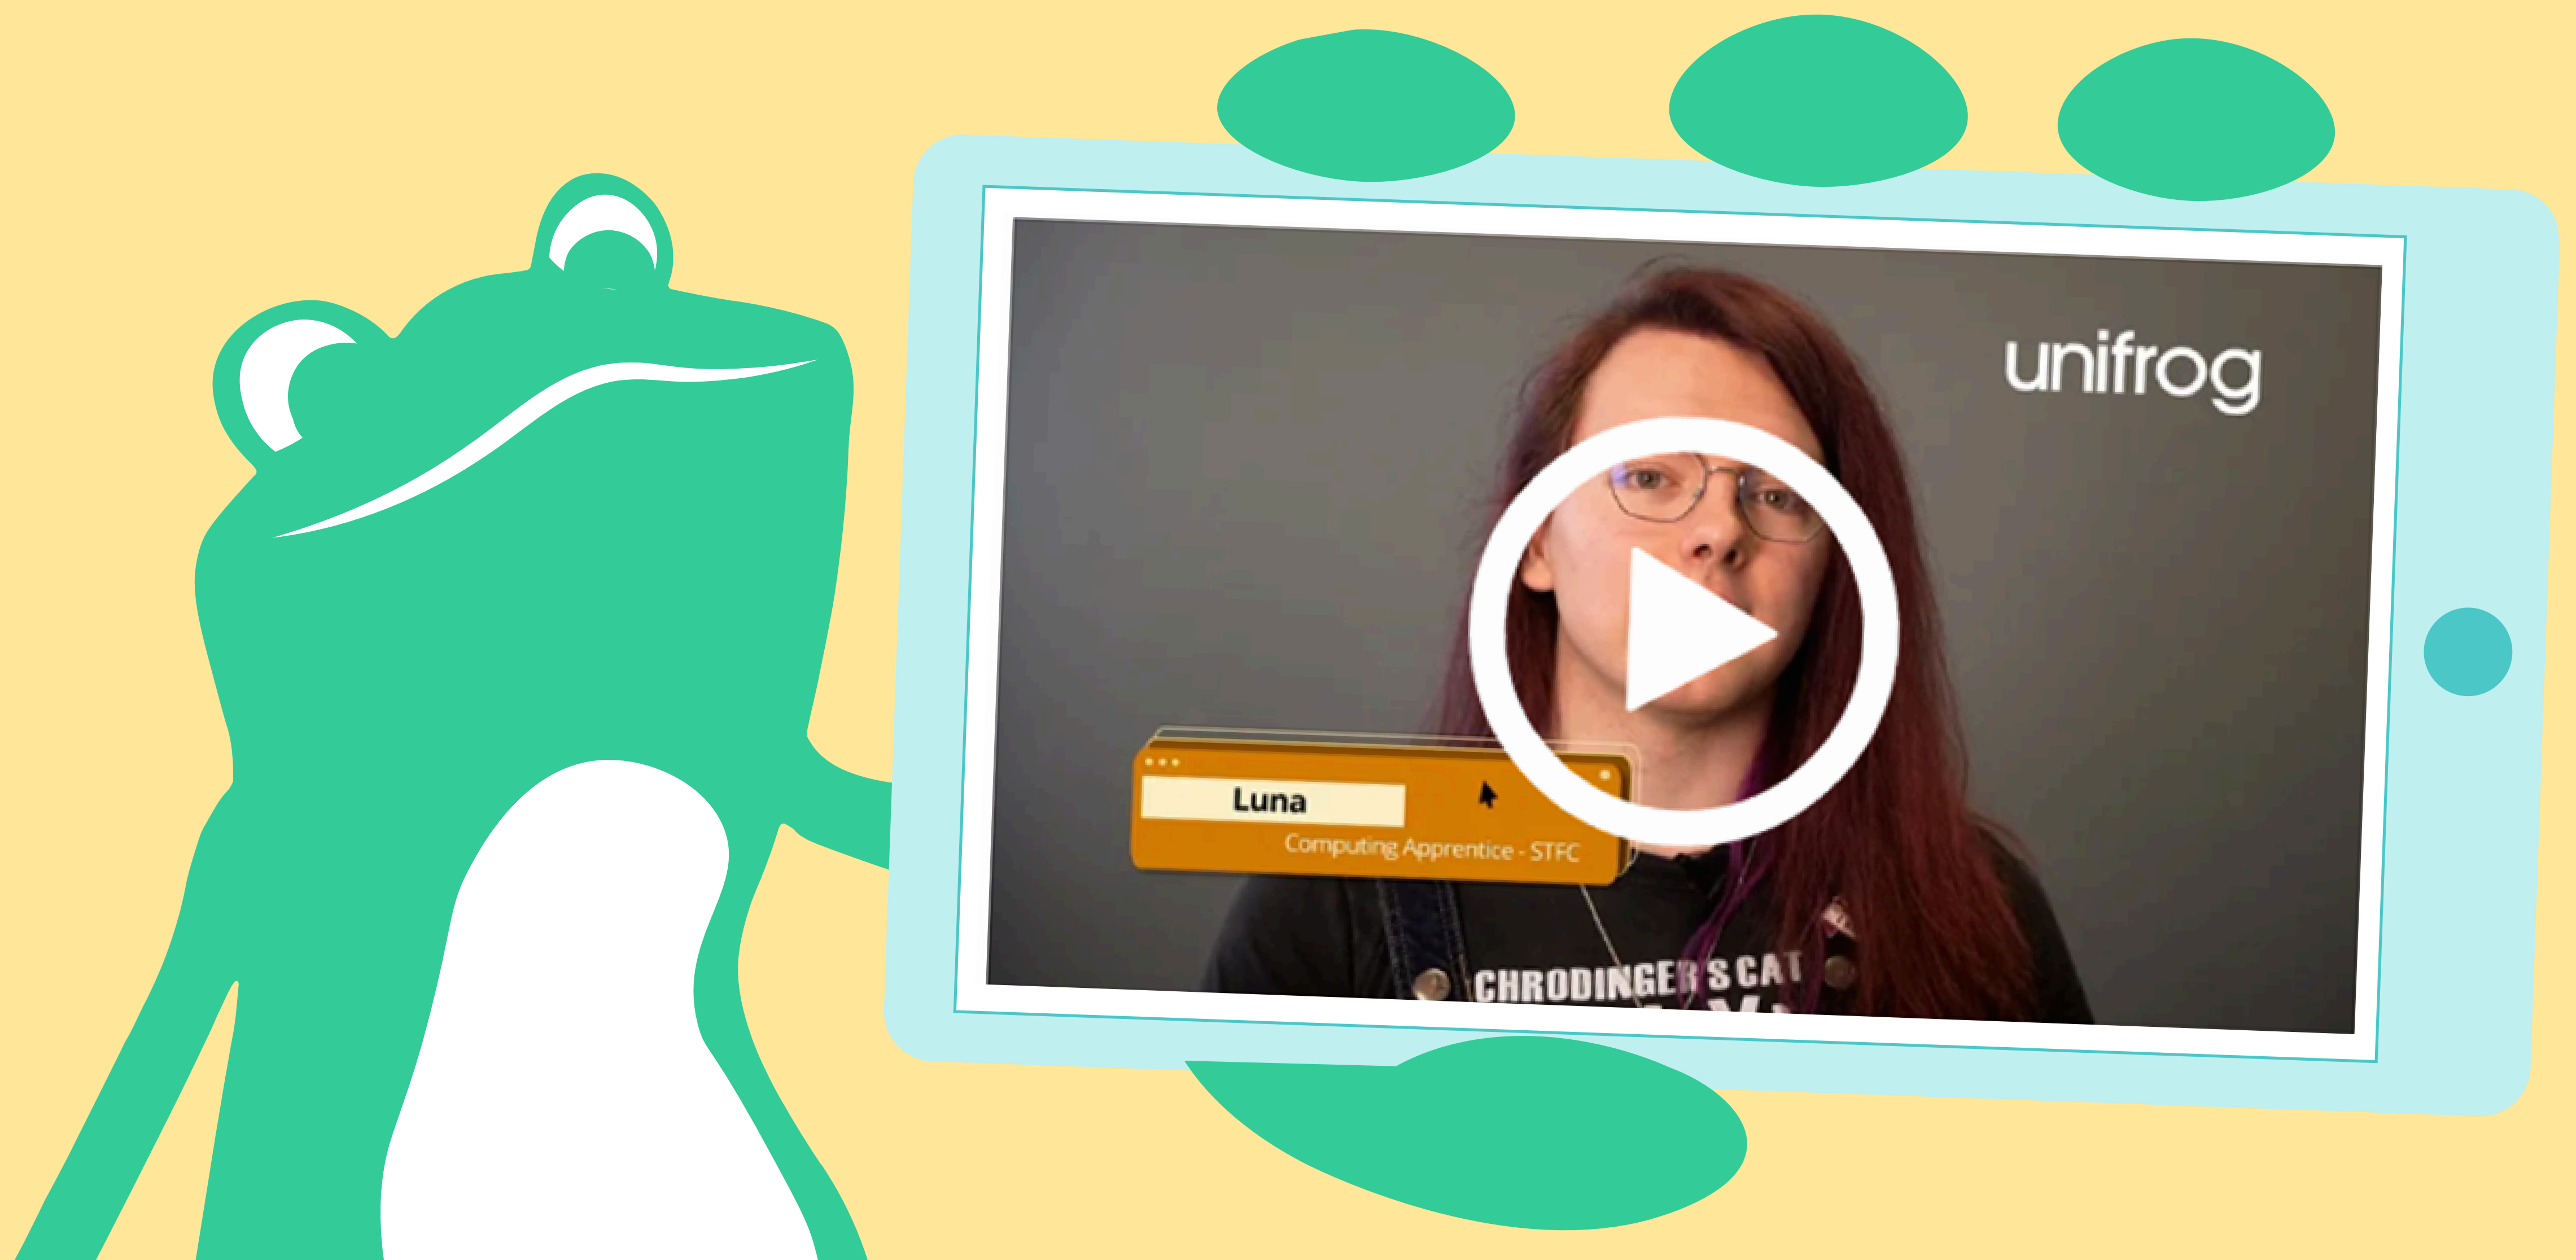 unifrog
Luna
Computing Apprentice - STFC
CHRODINGER'S CAT